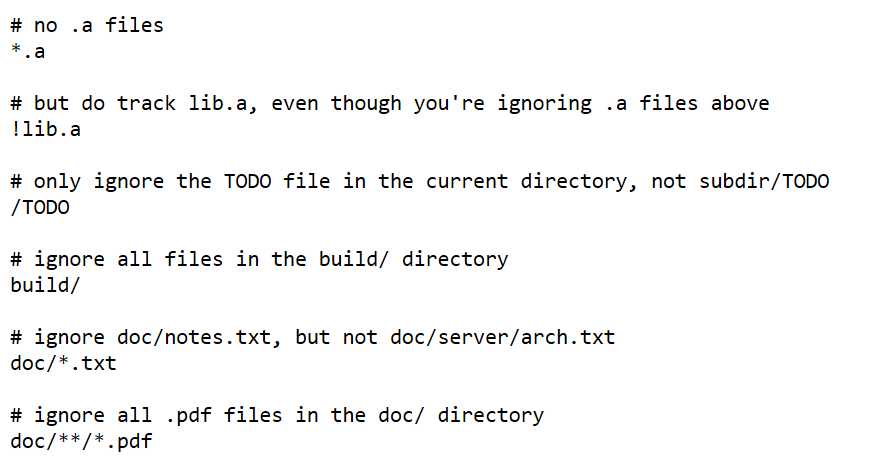 # no .a files
*.a
# but do track lib.a, even though you're ignoring .a files above
!lib.a
# only ignore the TODO file in the current directory, not subdir/TODO
/TODO
# ignore all files in the build/ directory
build/
# ignore doc/notes.txt, but not doc/server/arch.txt
doc/*.txt
# ignore all .pdf files in the doc/ directory
doc/**/*.pdf